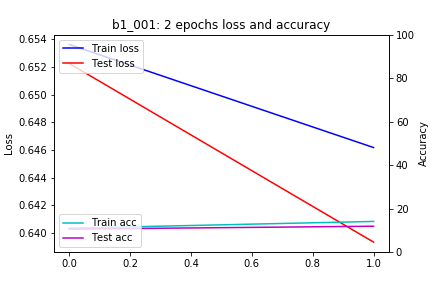 b1_001: 2 epochs loss and accuracy
0.654
0.652
0.650
0.648
0.646
0.644
0.642
0.640
Loss
Train loss
Test loss
Train acc
Test acc
100
80
60
40
20
0
Accuracy
0.0
0.2
0.4
0.6
0.8
1.0